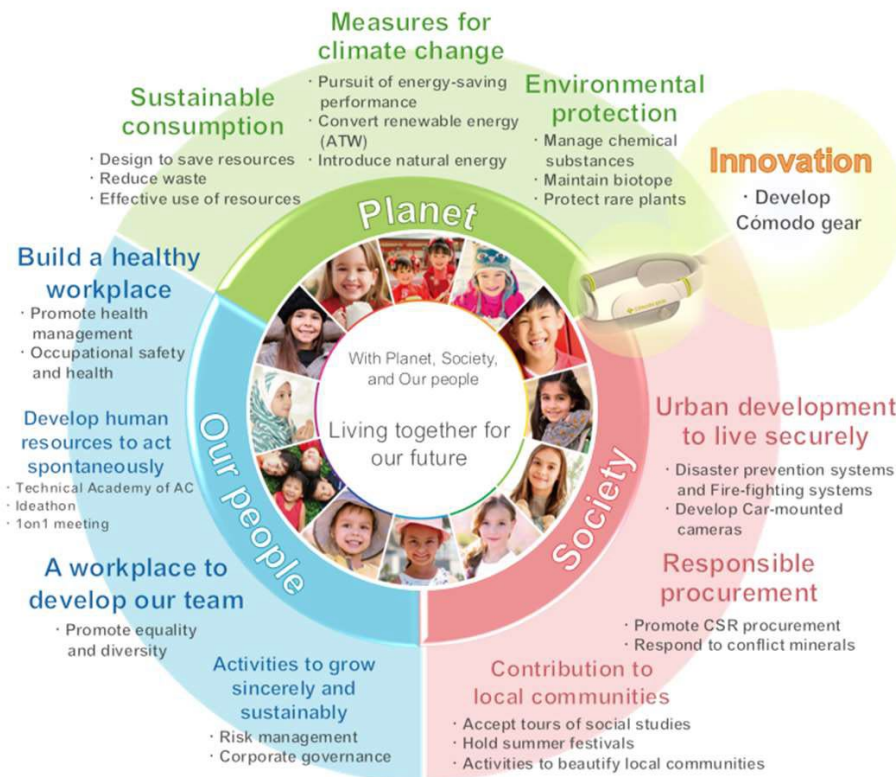 Measures for
climate change
· Pursuit of energy-saving
performance
· Convert renewable energy
(ATW)
· Introduce natural energy
Sustainable
consumption
· Design to save resources
· Reduce waste
· Effective use of resources
Environmental
protection
· Manage chemical
substances
· Maintain biotope
· Protect rare plants
Innovation
· Develop
Cómodo gear
Planet
Build a healthy
workplace
· Promote health
management
· Occupational safety
and health
Develop human
resources to act
spontaneously
· Technical Academy of AC
· Ideathon
· 1on1 meeting
A workplace to
develop our team
· Promote equality
and diversity
Activities to grow
sincerely and
sustainably
· Risk management
· Corporate governance
Our people
With Planet, Society,
and Our people
Living together for
our future
Society
Urban development
to live securely
· Disaster prevention systems
and Fire-fighting systems
· Develop Car-mounted
cameras
Responsible
procurement
· Promote CSR procurement
· Respond to conflict minerals
Contribution to
local communities
· Accept tours of social studies
· Hold summer festivals
· Activities to beautify local communities